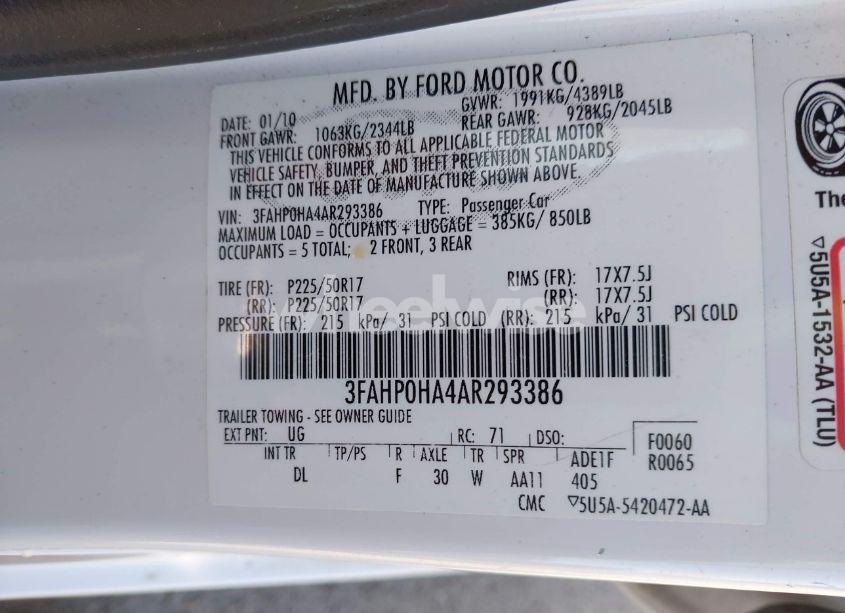 MFD. BY FORD MOTOR CO.
DATE: 01/10 GVWR: 1991KG/4389LB
FRONT GAWR: 1063KG/2344LB REAR GAWR: 928KG/2045LB
THIS VEHICLE CONFORMS TO ALL APPLICABLE FEDERAL MOTOR
VEHICLE SAFETY, BUMPER, AND THEFT PREVENTION STANDARDS
IN EFFECT ON THE DATE OF MANUFACTURE SHOWN ABOVE.
VIN: 3FAHP0HA4AR293386 TYPE: Passenger Car
MAXIMUM LOAD = OCCUPANTS + LUGGAGE = 385KG/ 850LB
OCCUPANTS = 5 TOTAL; 2 FRONT, 3 REAR
TIRE (FR): P225/50R17 RIMS (FR): 17X7.5J
(RR): P225/50R17 (RR): 17X7.5J
PRESSURE (FR): 215 kPa/ 31 PSI COLD (RR): 215 kPa/ 31 PSI COLD
wheelwise
3FAHP0HA4AR293386
TRAILER TOWING - SEE OWNER GUIDE
EXT PNT: UG RC: 71 DSO: F0060
INT TR TP/PS R AXLE TR SPR ADE1F R0065
DL F 30 W AA11 405
CMC ▽5U5A-5420472-AA
The
▽5U5A-1532-AA (TLU)